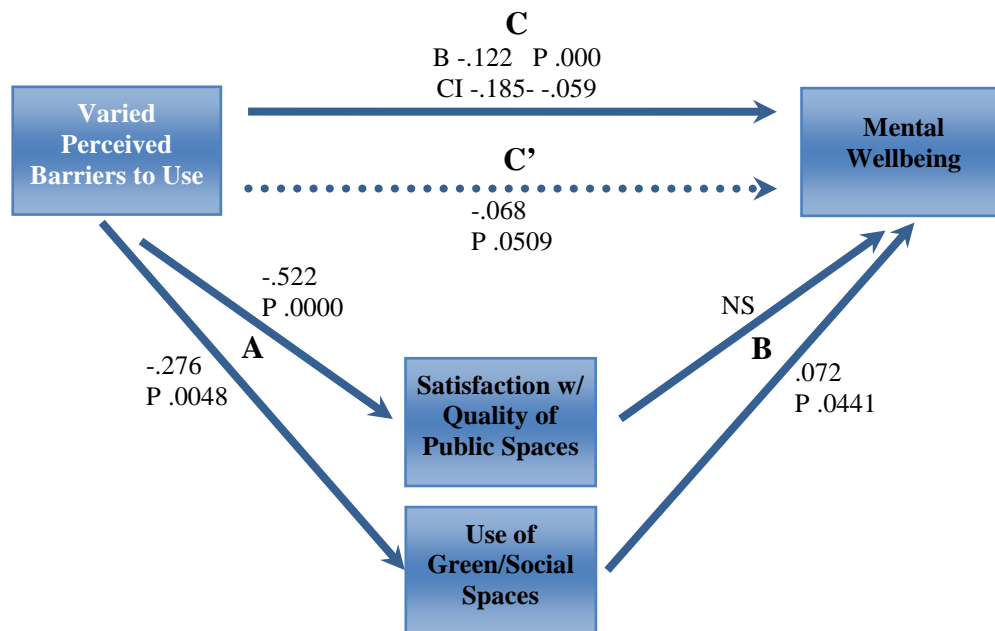 C
B -.122 P .000
CI -.185- -.059
Varied
Perceived
Barriers to Use
Mental
Wellbeing
C’
-.068
P .0509
-.522
P .0000
A
-.276
P .0048
NS
B
.072
P .0441
Satisfaction w/
Quality of
Public Spaces
Use of
Green/Social
Spaces